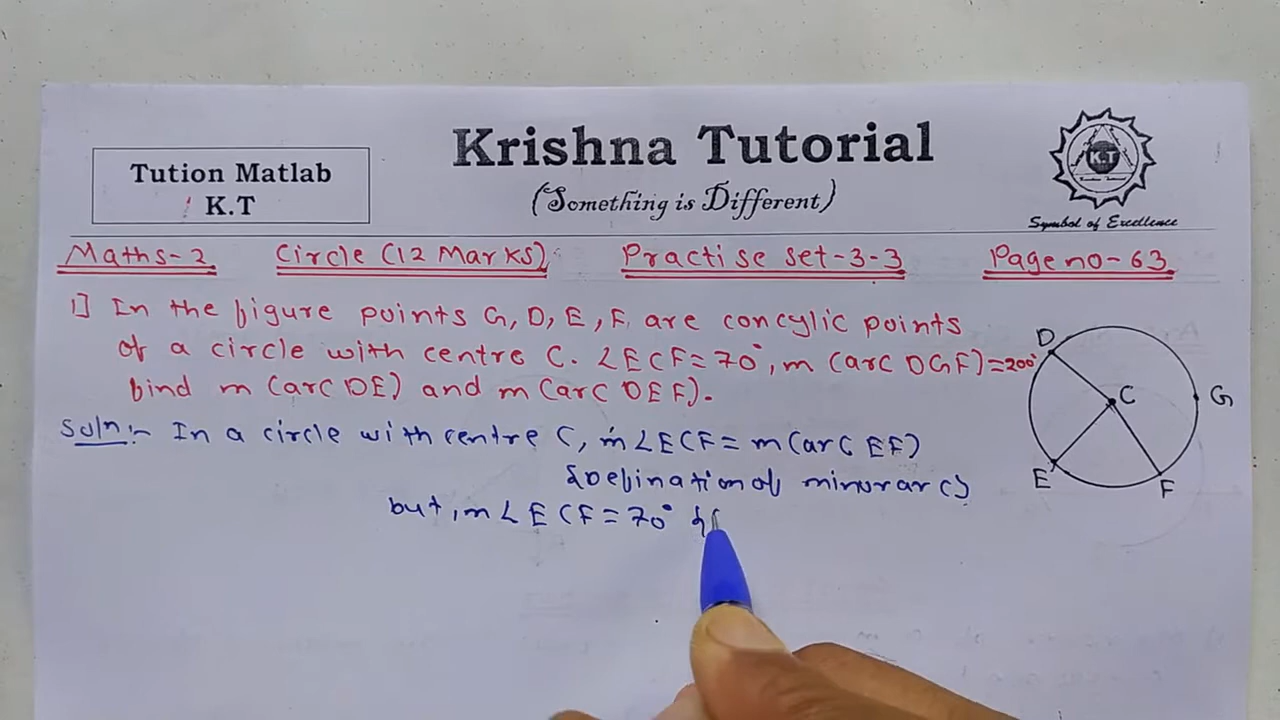 Tution Matlab
K.T
Krishna Tutorial
(Something is Different)
K.T
Symbol of Excellence
Maths-2 Circle (12 Marks) Practise set-3-3 Page no-63
1] In the figure points G, D, E, F are concylic points
of a circle with centre C. ∠ECF=70°, m (arc DGF)=200°
find m (arc DE) and m (arc DEF).
Soln:- In a circle with centre C, m∠ECF = m(arc EF)
{Defination of minor arc}
but, m∠ECF = 70° {
D
C
G
E
F